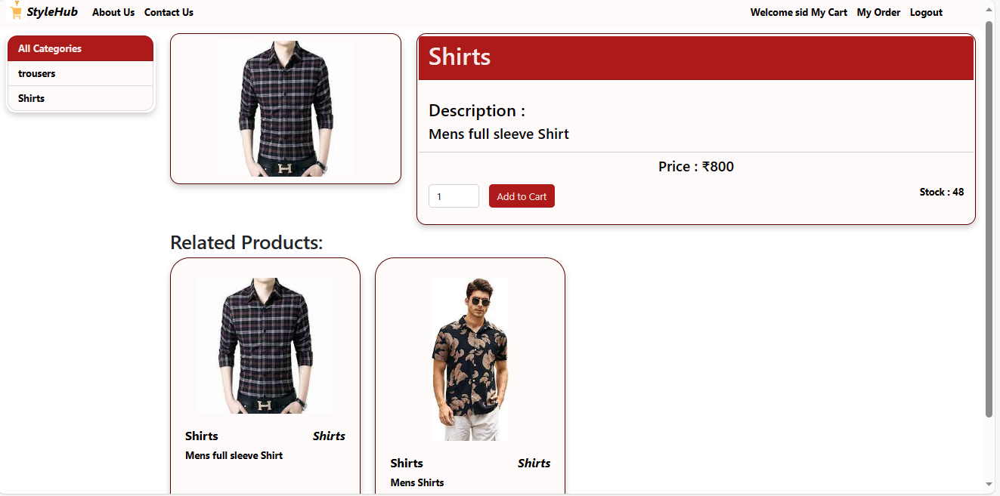 StyleHub About Us Contact Us Welcome sid My Cart My Order Logout
All Categories
trousers
Shirts
Shirts
Description :
Mens full sleeve Shirt
Price : ₹800
1 Add to Cart Stock : 48
Related Products:
Shirts Shirts
Mens full sleeve Shirt
Shirts Shirts
Mens Shirts